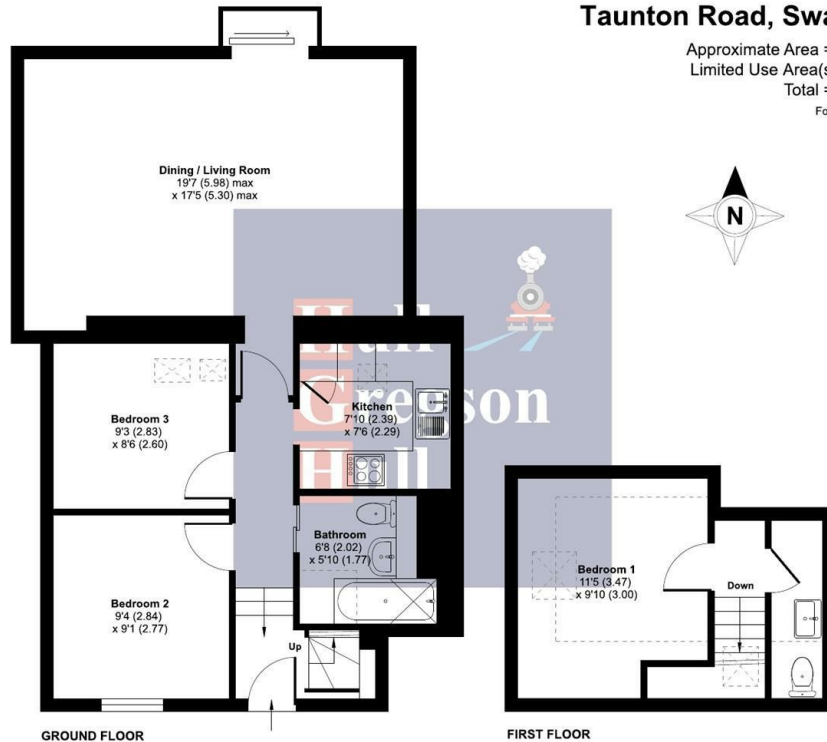 Taunton Road, Swa
Approximate Area =
Limited Use Area(s
Total =
Fo
N
Dining / Living Room
19'7 (5.98) max
x 17'5 (5.30) max
Hall
Gregson
Hall
Kitchen
7'10 (2.39)
x 7'6 (2.29)
Bedroom 3
9'3 (2.83)
x 8'6 (2.60)
Bathroom
6'8 (2.02)
x 5'10 (1.77)
Bedroom 2
9'4 (2.84)
x 9'1 (2.77)
Up
Bedroom 1
11'5 (3.47)
x 9'10 (3.00)
Down
GROUND FLOOR
FIRST FLOOR